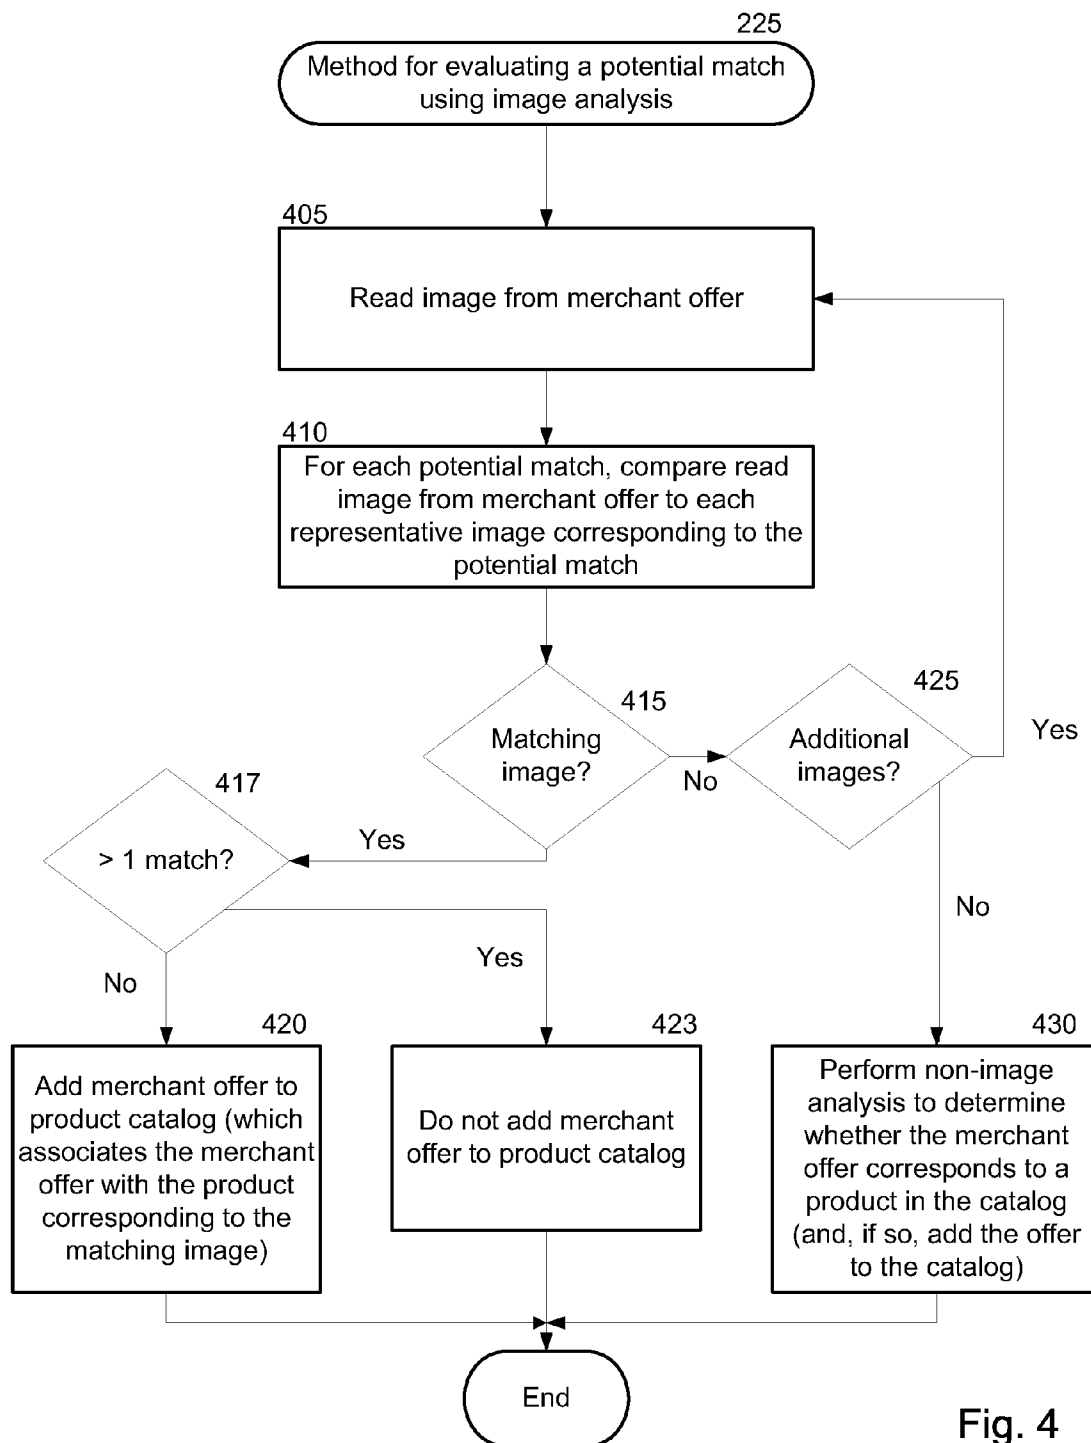 225
Method for evaluating a potential match
using image analysis
405
Read image from merchant offer
410
For each potential match, compare read
image from merchant offer to each
representative image corresponding to the
potential match
415
Matching
image?
No
425
Additional
images?
Yes
417
> 1 match?
Yes
No
Yes
No
420
Add merchant offer to
product catalog (which
associates the merchant
offer with the product
corresponding to the
matching image)
423
Do not add merchant
offer to product catalog
430
Perform non-image
analysis to determine
whether the merchant
offer corresponds to a
product in the catalog
(and, if so, add the offer
to the catalog)
End
Fig. 4